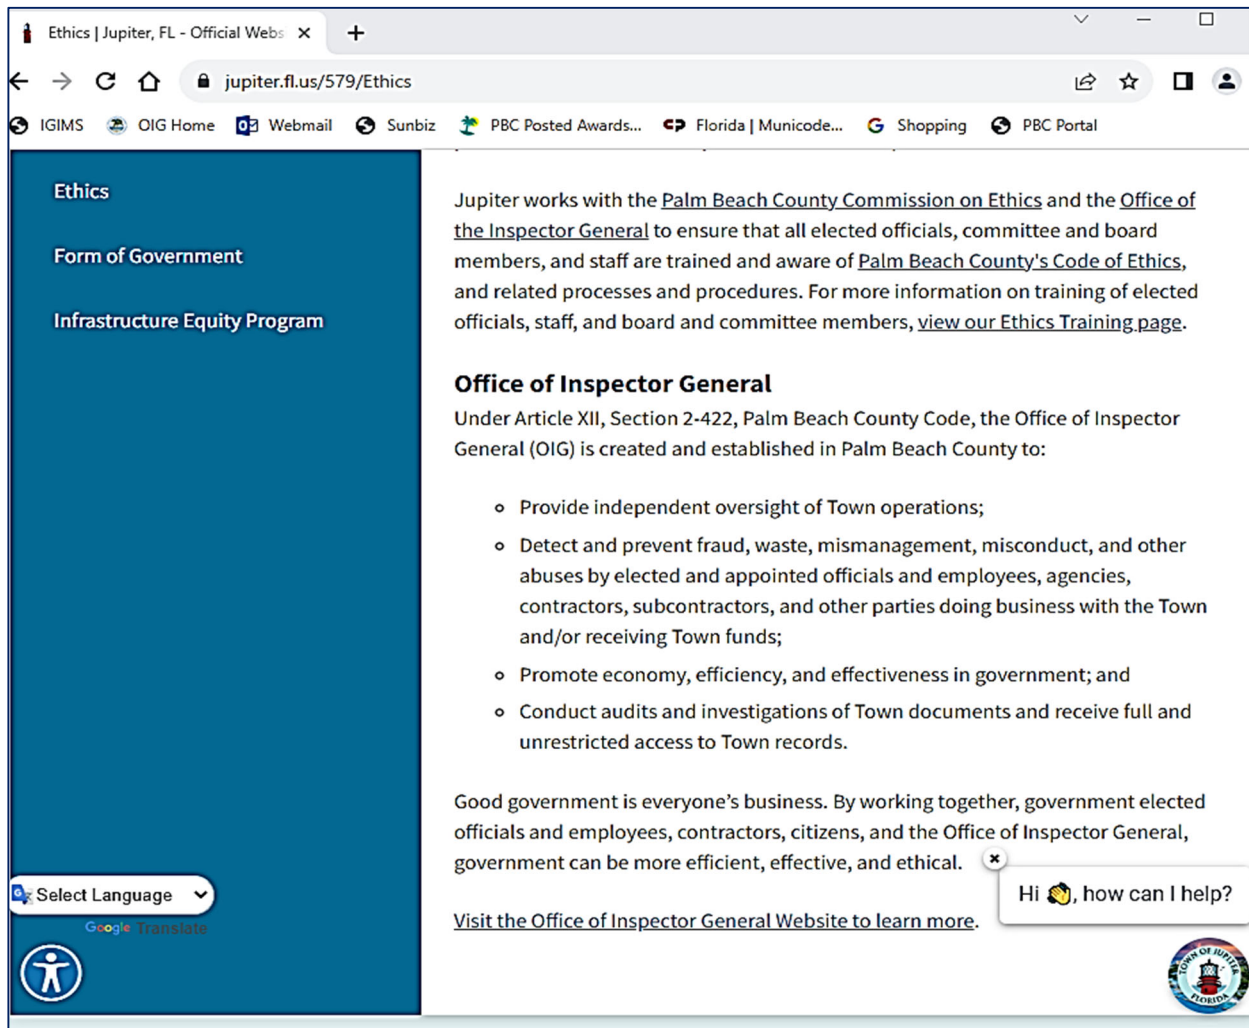 Ethics | Jupiter, FL - Official Webs
jupiter.fl.us/579/Ethics
IGIMS OIG Home Webmail Sunbiz PBC Posted Awards... Florida | Municode... Shopping PBC Portal
Ethics
Form of Government
Infrastructure Equity Program
Jupiter works with the Palm Beach County Commission on Ethics and the Office of
the Inspector General to ensure that all elected officials, committee and board
members, and staff are trained and aware of Palm Beach County's Code of Ethics,
and related processes and procedures. For more information on training of elected
officials, staff, and board and committee members, view our Ethics Training page.
Office of Inspector General
Under Article XII, Section 2-422, Palm Beach County Code, the Office of Inspector
General (OIG) is created and established in Palm Beach County to:
Provide independent oversight of Town operations;
Detect and prevent fraud, waste, mismanagement, misconduct, and other
abuses by elected and appointed officials and employees, agencies,
contractors, subcontractors, and other parties doing business with the Town
and/or receiving Town funds;
Promote economy, efficiency, and effectiveness in government; and
Conduct audits and investigations of Town documents and receive full and
unrestricted access to Town records.
Good government is everyone’s business. By working together, government elected
officials and employees, contractors, citizens, and the Office of Inspector General,
government can be more efficient, effective, and ethical.
Visit the Office of Inspector General Website to learn more.
Select Language
Google Translate
Hi 👏, how can I help?
TOWN OF JUPITER
FLORIDA